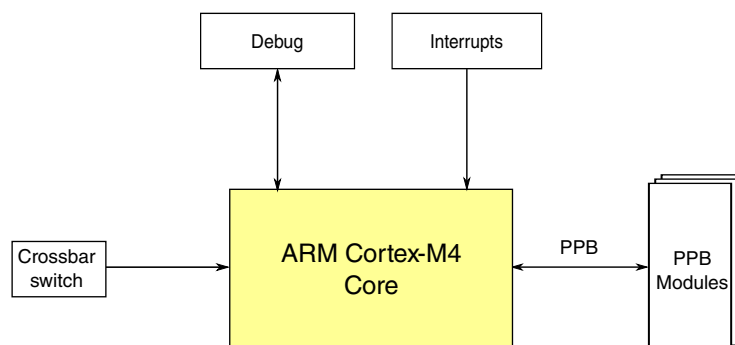 Debug
Interrupts
Crossbar
switch
ARM Cortex-M4
Core
PPB
PPB
Modules